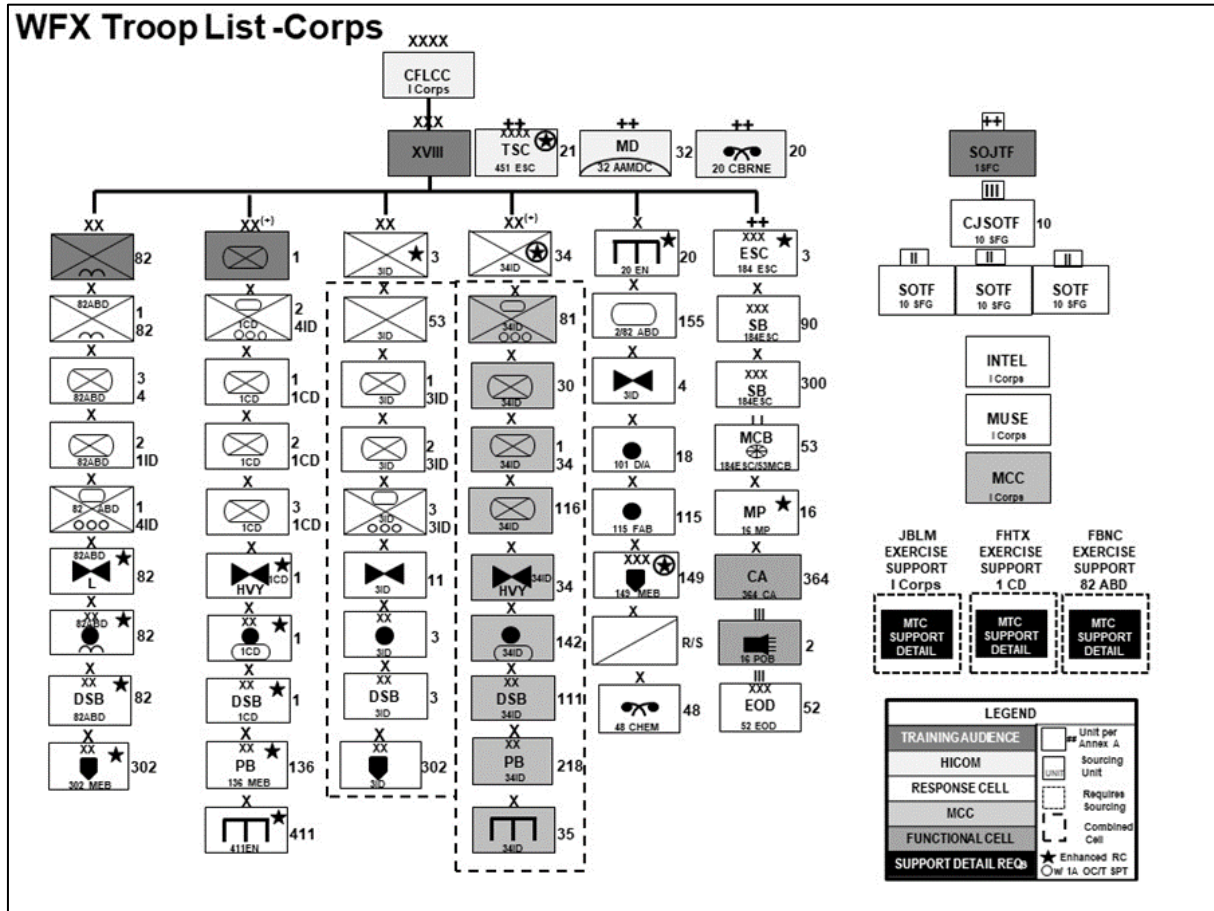 WFX Troop List -Corps
XXXX
CFLCC
I Corps
XXX
XVIII
++
XXXX
TSC
451 ESC
21
++
MD
32 AAMDC
32
++
20 CBRNE
20
++
SOJTF
1SFC
III
CJSOTF
10 SFG
10
II
SOTF
10 SFG
II
SOTF
10 SFG
II
SOTF
10 SFG
INTEL
I Corps
MUSE
I Corps
MCC
I Corps
XX
82
X
82ABD
1
82
X
82ABD
3
4
X
82ABD
2
1ID
X
82 ABD
1
4ID
X
82ABD
L
82
X
XX
82ABD
82
X
XX
DSB
82ABD
82
X
XX
302 MEB
302
XX(+)
1
X
1CD
2
4ID
X
1CD
1
1CD
X
1CD
2
1CD
X
1CD
3
1CD
X
1CD
HVY
1
X
XX
1CD
1
X
XX
DSB
1CD
1
X
XX
PB
136 MEB
136
X
411EN
411
XX
3ID
3
X
3ID
53
X
3ID
1
3ID
X
3ID
2
3ID
X
3ID
3
3ID
X
3ID
11
X
XX
3ID
3
X
XX
DSB
3ID
3
X
XX
3ID
302
XX(+)
34ID
34
X
34ID
81
X
34ID
30
X
34ID
1
34
X
34ID
116
X
34ID
HVY
34
X
XX
34ID
142
X
XX
DSB
34ID
111
X
XX
PB
34ID
218
X
34ID
35
X
20 EN
20
X
2/82 ABD
155
X
3ID
4
X
101 D/A
18
X
115 FAB
115
X
XXX
149 MEB
149
X
R/S
X
48 CHEM
48
++
XXX
ESC
184 ESC
3
X
XXX
SB
184ESC
90
X
XXX
SB
184ESC
300
II
MCB
184ESC/53MCB
53
X
MP
16 MP
16
X
CA
364 CA
364
III
16 POB
2
III
XXX
EOD
52 EOD
52
JBLM
EXERCISE
SUPPORT
I Corps
MTC
SUPPORT
DETAIL
FHTX
EXERCISE
SUPPORT
1 CD
MTC
SUPPORT
DETAIL
FBNC
EXERCISE
SUPPORT
82 ABD
MTC
SUPPORT
DETAIL
LEGEND
TRAINING AUDIENCE
HICOM
RESPONSE CELL
MCC
FUNCTIONAL CELL
SUPPORT DETAIL REQs
## Unit per
Annex A
UNIT
Sourcing
Unit
Requires
Sourcing
Combined
Cell
Enhanced RC
w/ 1A OC/T SPT